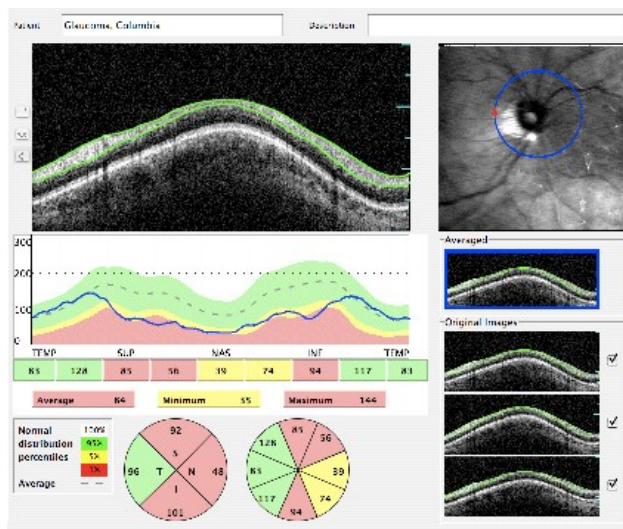 Patient Glaucoma, Columbia Description
300
200
100
0
TEMP SUP NAS INF TEMP
83 128 85 56 39 74 94 117 83
Average 84 Minimum 35 Maximum 144
Normal distribution percentiles
100%
95%
5%
1%
Average
92
S
96 T N 48
I
101
85
128 56
83 39
117 74
94
Averaged
Original Images